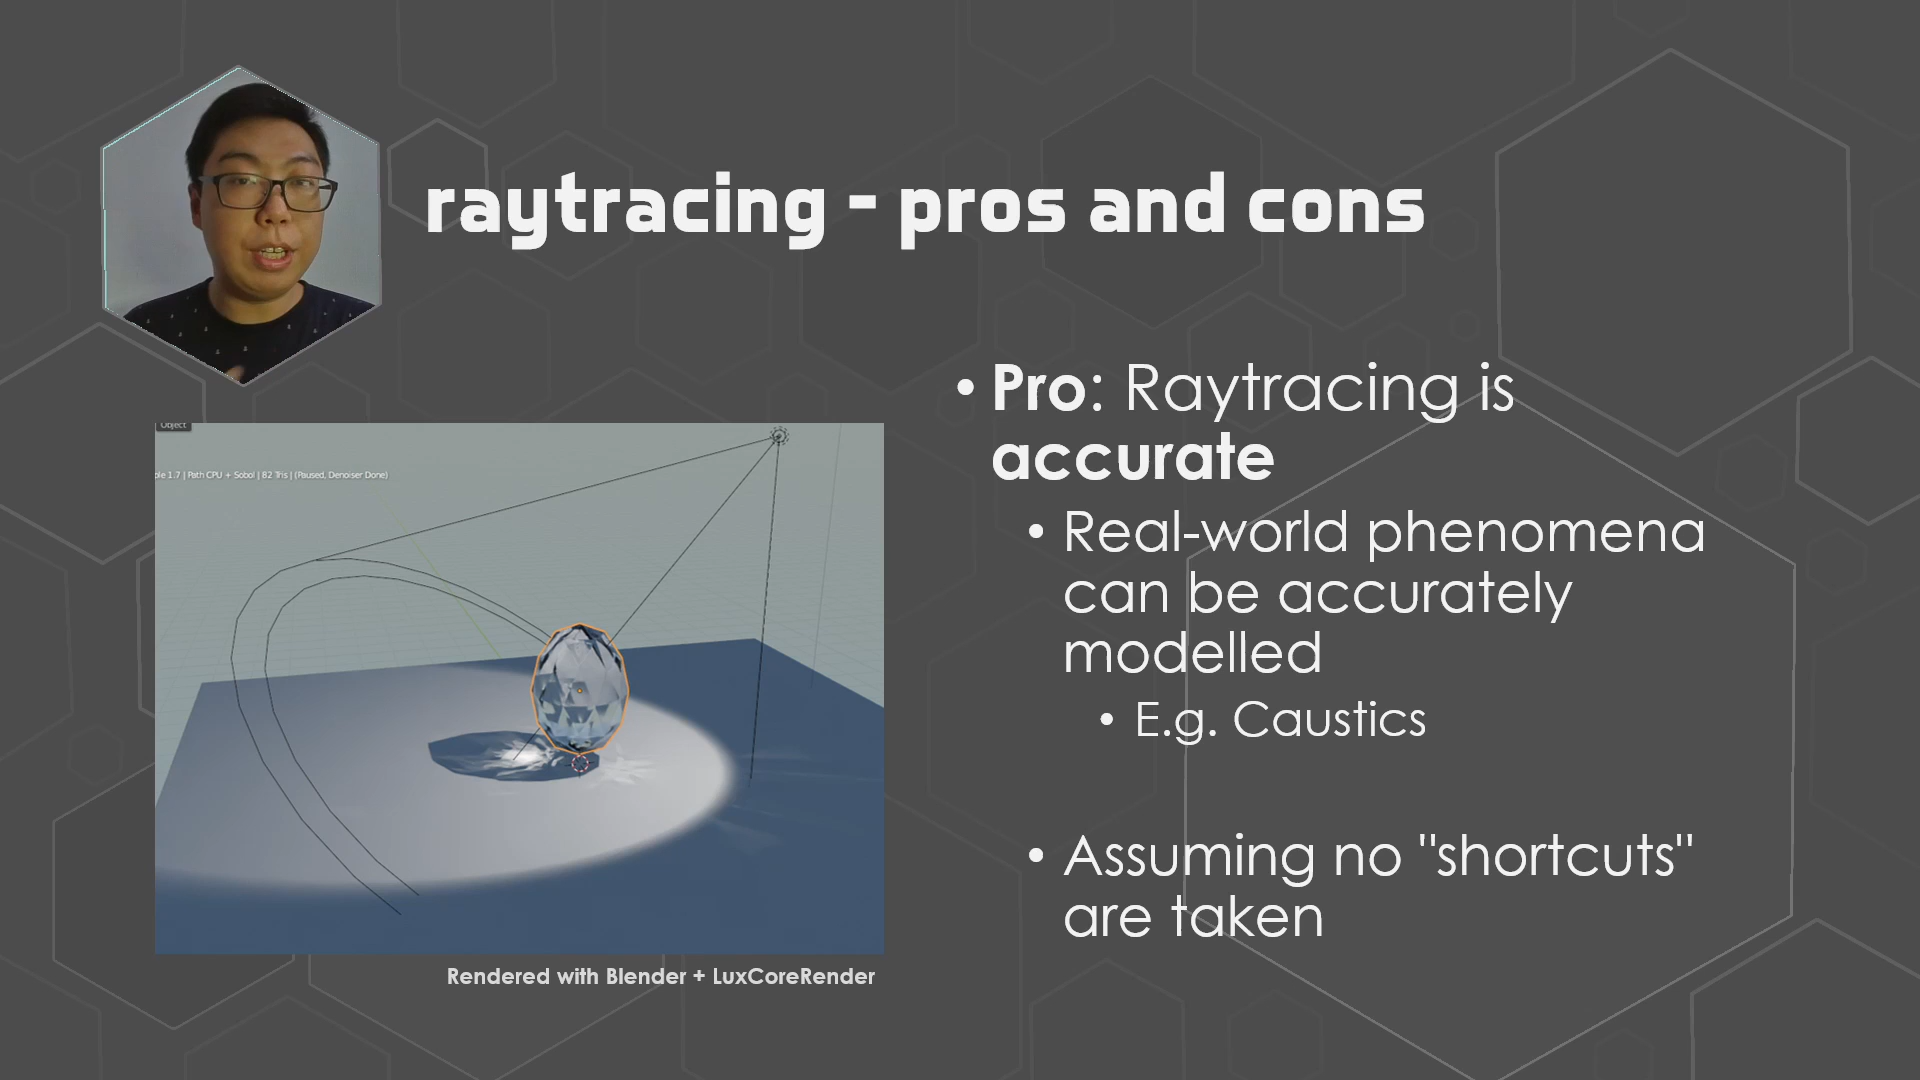 raytracing - pros and cons
Object
ple 1.7 | Path CPU + Sobol | 82 Tris | (Paused, Denoiser Done)
Rendered with Blender + LuxCoreRender
• Pro: Raytracing is
accurate
• Real-world phenomena
can be accurately
modelled
• E.g. Caustics
• Assuming no "shortcuts"
are taken